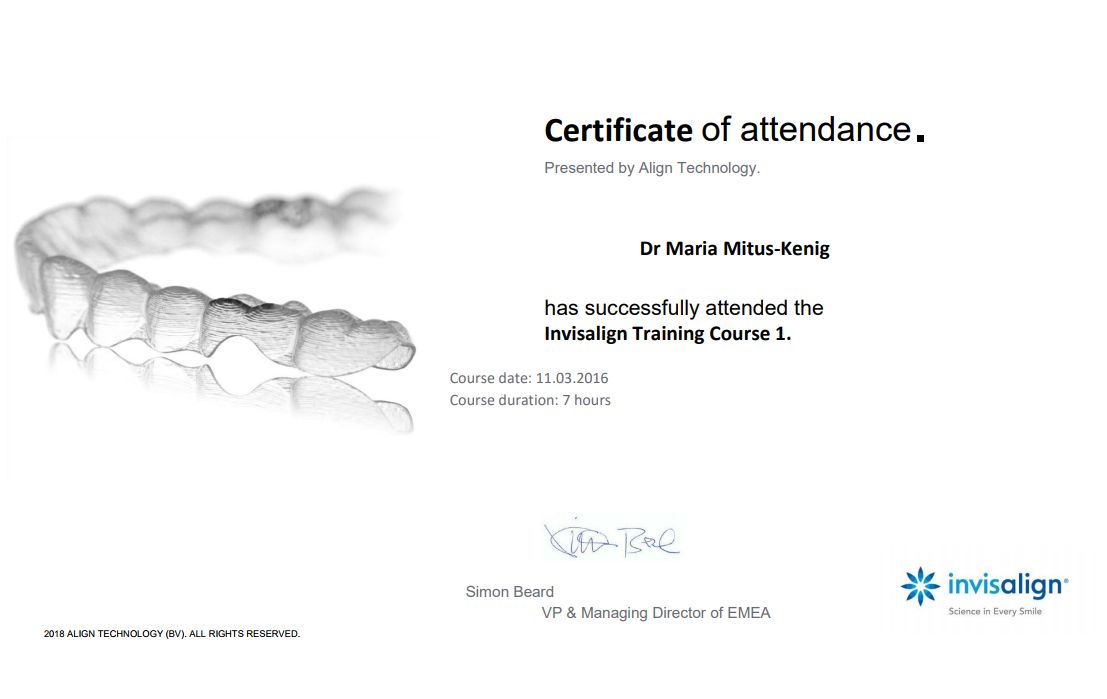 Certificate of attendance.
Presented by Align Technology.
Dr Maria Mitus-Kenig
has successfully attended the
Invisalign Training Course 1.
Course date: 11.03.2016
Course duration: 7 hours
Simon Beard
VP & Managing Director of EMEA
invisalign®
Science in Every Smile
2018 ALIGN TECHNOLOGY (BV). ALL RIGHTS RESERVED.